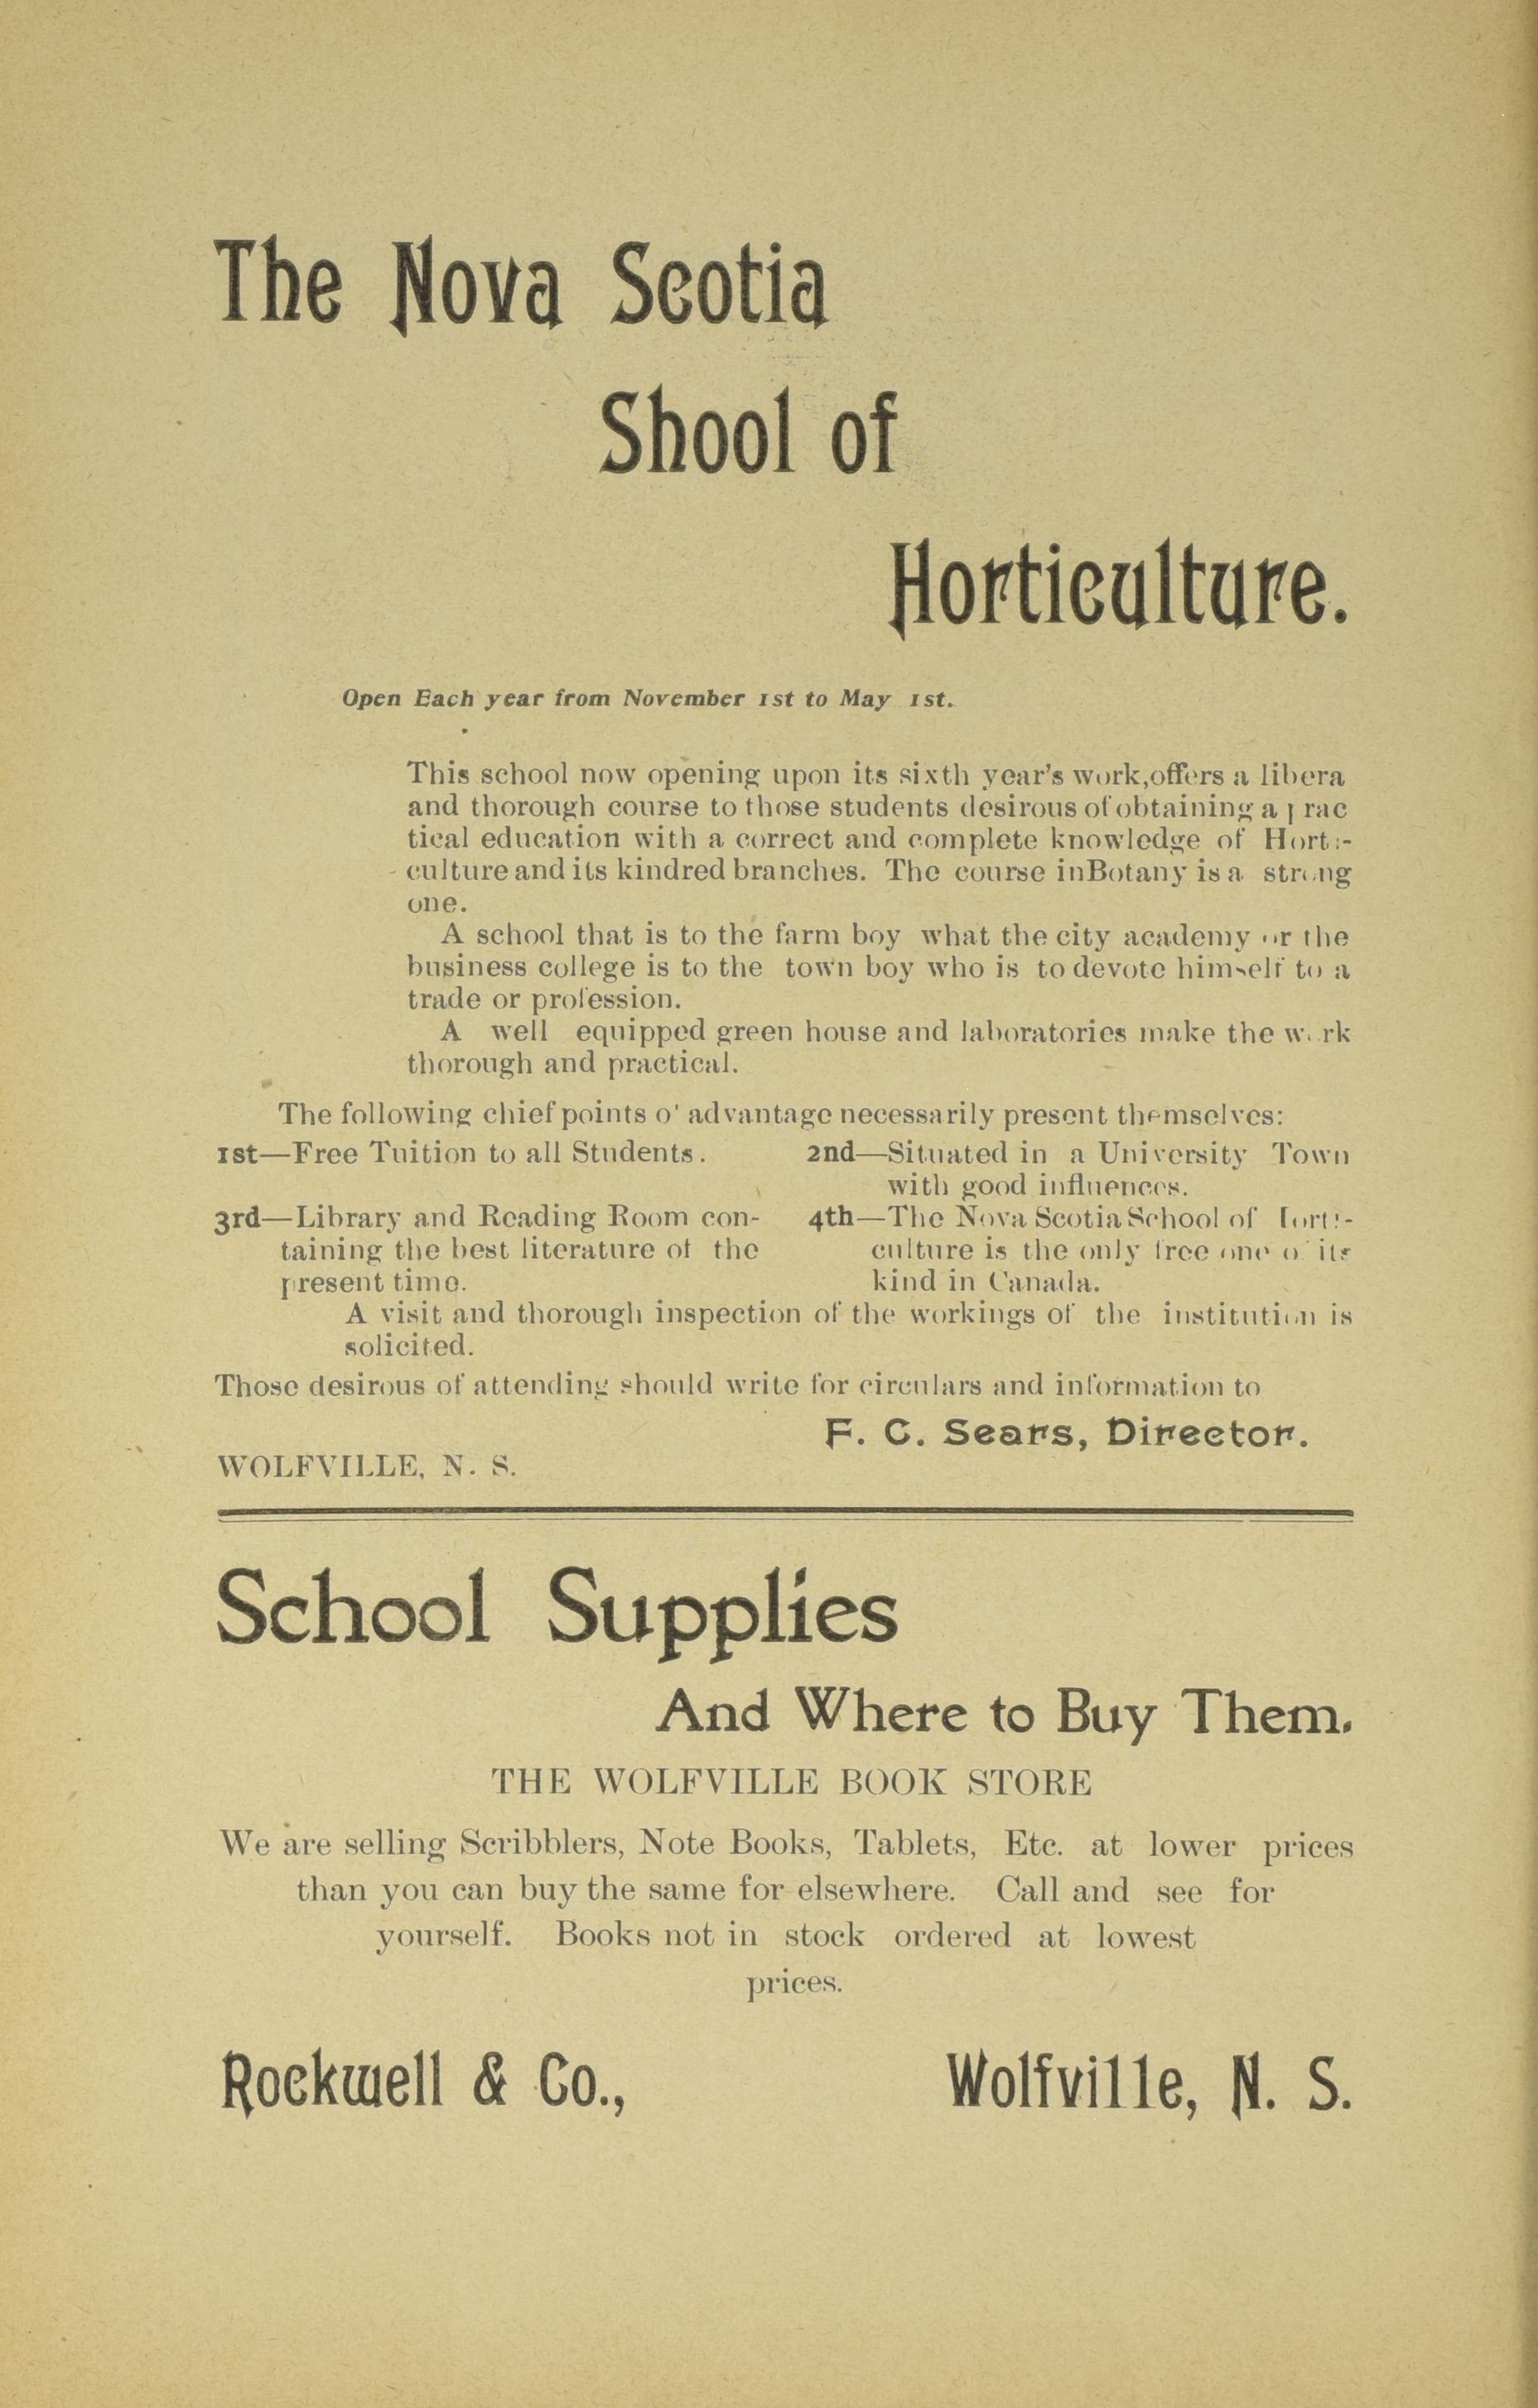 The Nova Scotia
Shool of
Horticulture.
Open Each year from November 1st to May 1st.
This school now opening upon its sixth year's work,offers a libera
and thorough course to those students desirous of obtaining a prac
tical education with a correct and complete knowledge of Horti-
culture and its kindred branches. The course inBotany is a strong
one.
A school that is to the farm boy what the city academy or the
business college is to the town boy who is to devote himself to a
trade or profession.
A well equipped green house and laboratories make the work
thorough and practical.
The following chief points o' advantage necessarily present themselves:
1st—Free Tuition to all Students.
2nd—Situated in a University Town
with good influences.
3rd—Library and Reading Room con-
taining the best literature of the
present time.
4th—The Nova Scotia School of Horti-
culture is the only free one of its
kind in Canada.
A visit and thorough inspection of the workings of the institution is
solicited.
Those desirous of attending should write for circulars and information to
F. C. Sears, Director.
WOLFVILLE, N. S.
School Supplies
And Where to Buy Them.
THE WOLFVILLE BOOK STORE
We are selling Scribblers, Note Books, Tablets, Etc. at lower prices
than you can buy the same for elsewhere. Call and see for
yourself. Books not in stock ordered at lowest
prices.
Rockwell & Co.,
Wolfville, N. S.